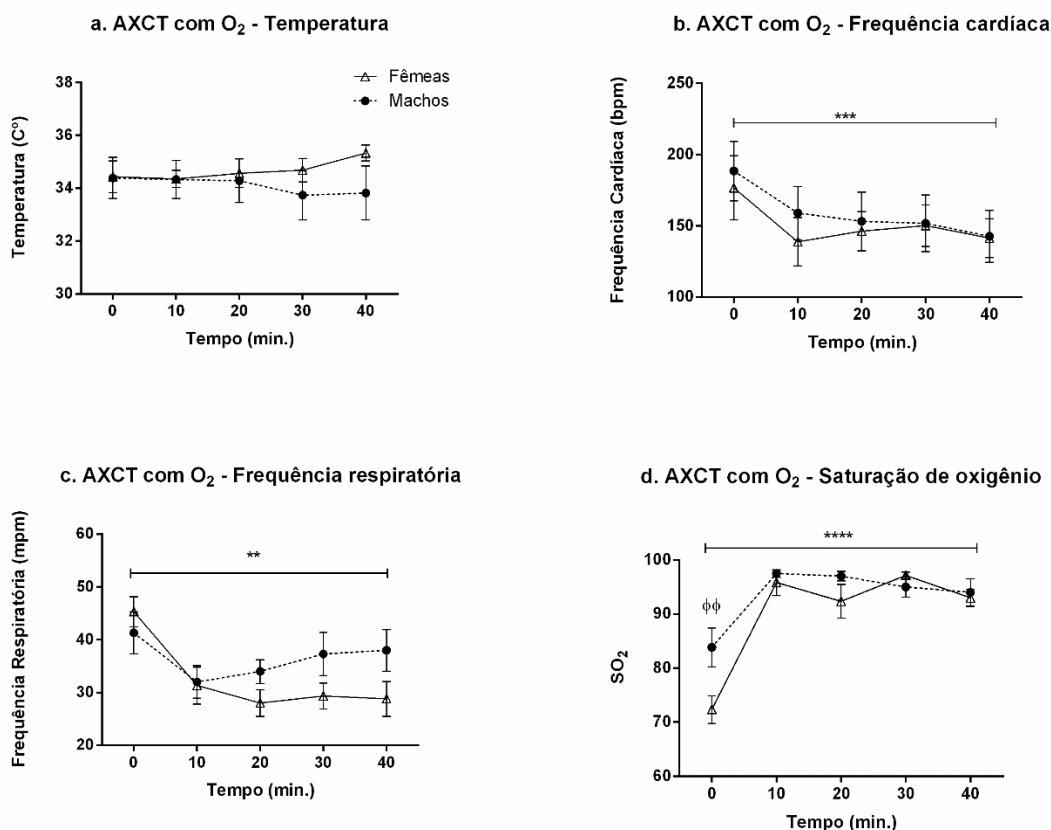 a. AXCT com O₂ - Temperatura
Fêmeas
Machos
38
36
34
32
30
Temperatura (Cº)
0 10 20 30 40
Tempo (min.)
b. AXCT com O₂ - Frequência cardíaca
***
250
200
150
100
Frequência Cardíaca (bpm)
0 10 20 30 40
Tempo (min.)
c. AXCT com O₂ - Frequência respiratória
**
60
50
40
30
20
Frequência Respiratória (mpm)
0 10 20 30 40
Tempo (min.)
d. AXCT com O₂ - Saturação de oxigênio
****
ϕϕ
100
90
80
70
60
SO₂
0 10 20 30 40
Tempo (min.)